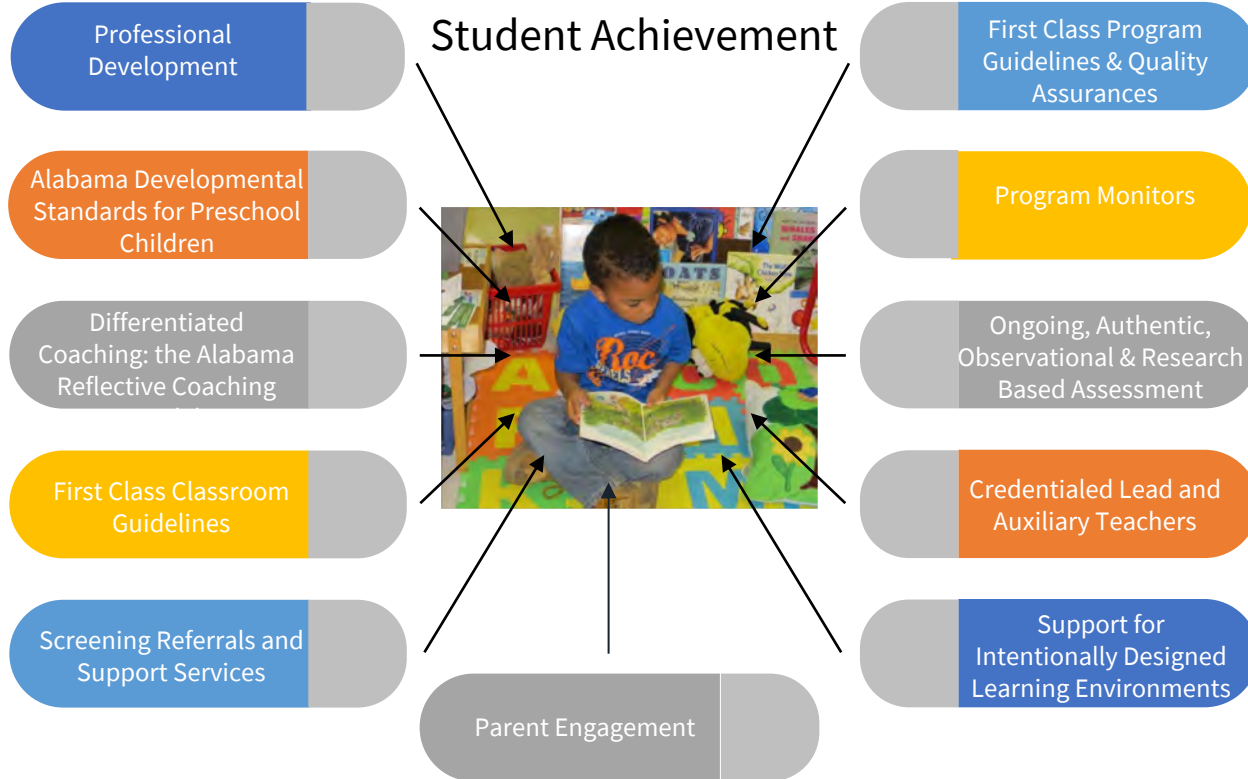 Student Achievement
Professional
Development
Alabama Developmental
Standards for Preschool
Children
Differentiated
Coaching: the Alabama
Reflective Coaching
First Class Classroom
Guidelines
Screening Referrals and
Support Services
Parent Engagement
First Class Program
Guidelines & Quality
Assurances
Program Monitors
Ongoing, Authentic,
Observational & Research
Based Assessment
Credentialed Lead and
Auxiliary Teachers
Support for
Intentionally Designed
Learning Environments
OATS
Roc